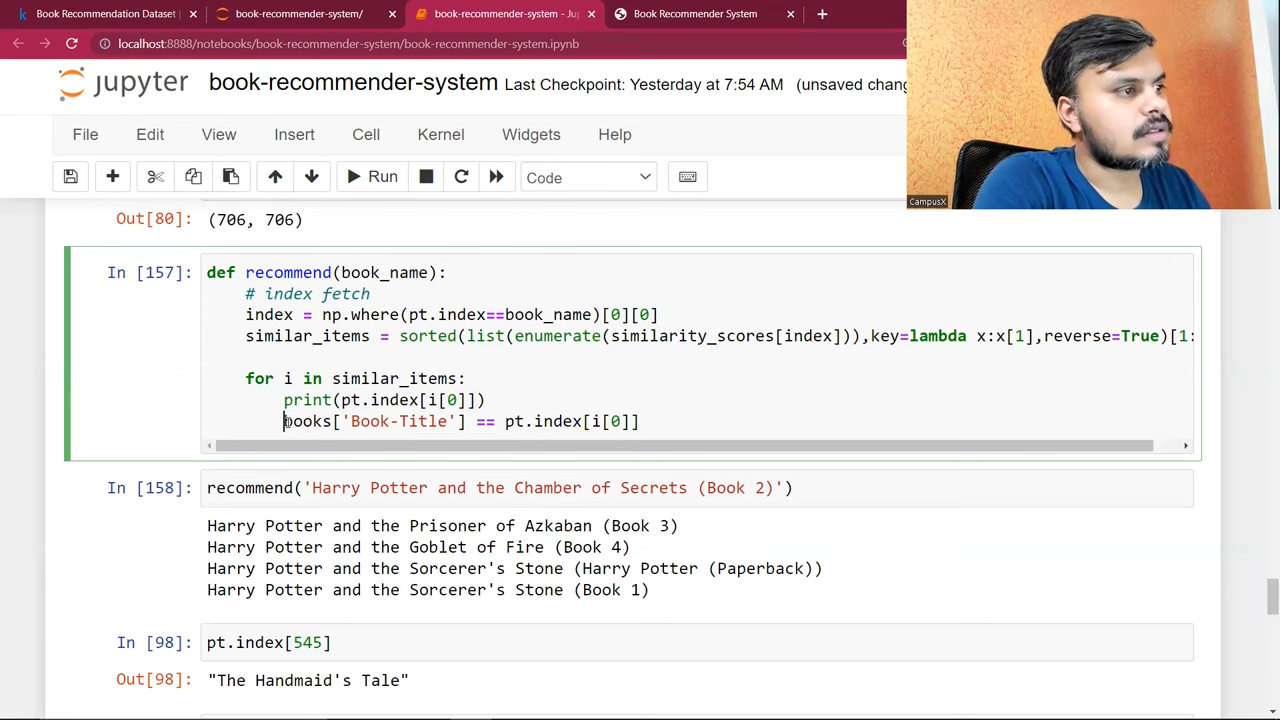 Book Recommendation Dataset
book-recommender-system/
book-recommender-system - Ju
Book Recommender System
localhost:8888/notebooks/book-recommender-system/book-recommender-system.ipynb
jupyter book-recommender-system Last Checkpoint: Yesterday at 7:54 AM (unsaved chang
File Edit View Insert Cell Kernel Widgets Help
Run Code
CampusX
Out[80]: (706, 706)
In [157]: def recommend(book_name):
# index fetch
index = np.where(pt.index==book_name)[0][0]
similar_items = sorted(list(enumerate(similarity_scores[index])),key=lambda x:x[1],reverse=True)[1:
for i in similar_items:
print(pt.index[i[0]])
books['Book-Title'] == pt.index[i[0]]
In [158]: recommend('Harry Potter and the Chamber of Secrets (Book 2)')
Harry Potter and the Prisoner of Azkaban (Book 3)
Harry Potter and the Goblet of Fire (Book 4)
Harry Potter and the Sorcerer's Stone (Harry Potter (Paperback))
Harry Potter and the Sorcerer's Stone (Book 1)
In [98]: pt.index[545]
Out[98]: "The Handmaid's Tale"